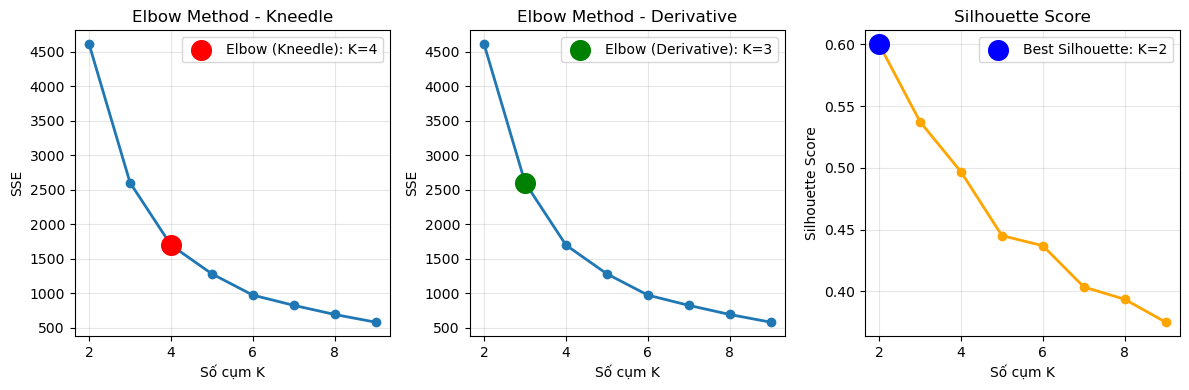 Elbow Method - Kneedle
Elbow (Kneedle): K=4
4500
4000
3500
3000
2500
2000
1500
1000
500
SSE
2 4 6 8
Số cụm K
Elbow Method - Derivative
Elbow (Derivative): K=3
4500
4000
3500
3000
2500
2000
1500
1000
500
SSE
2 4 6 8
Số cụm K
Silhouette Score
Best Silhouette: K=2
0.60
0.55
0.50
0.45
0.40
Silhouette Score
2 4 6 8
Số cụm K